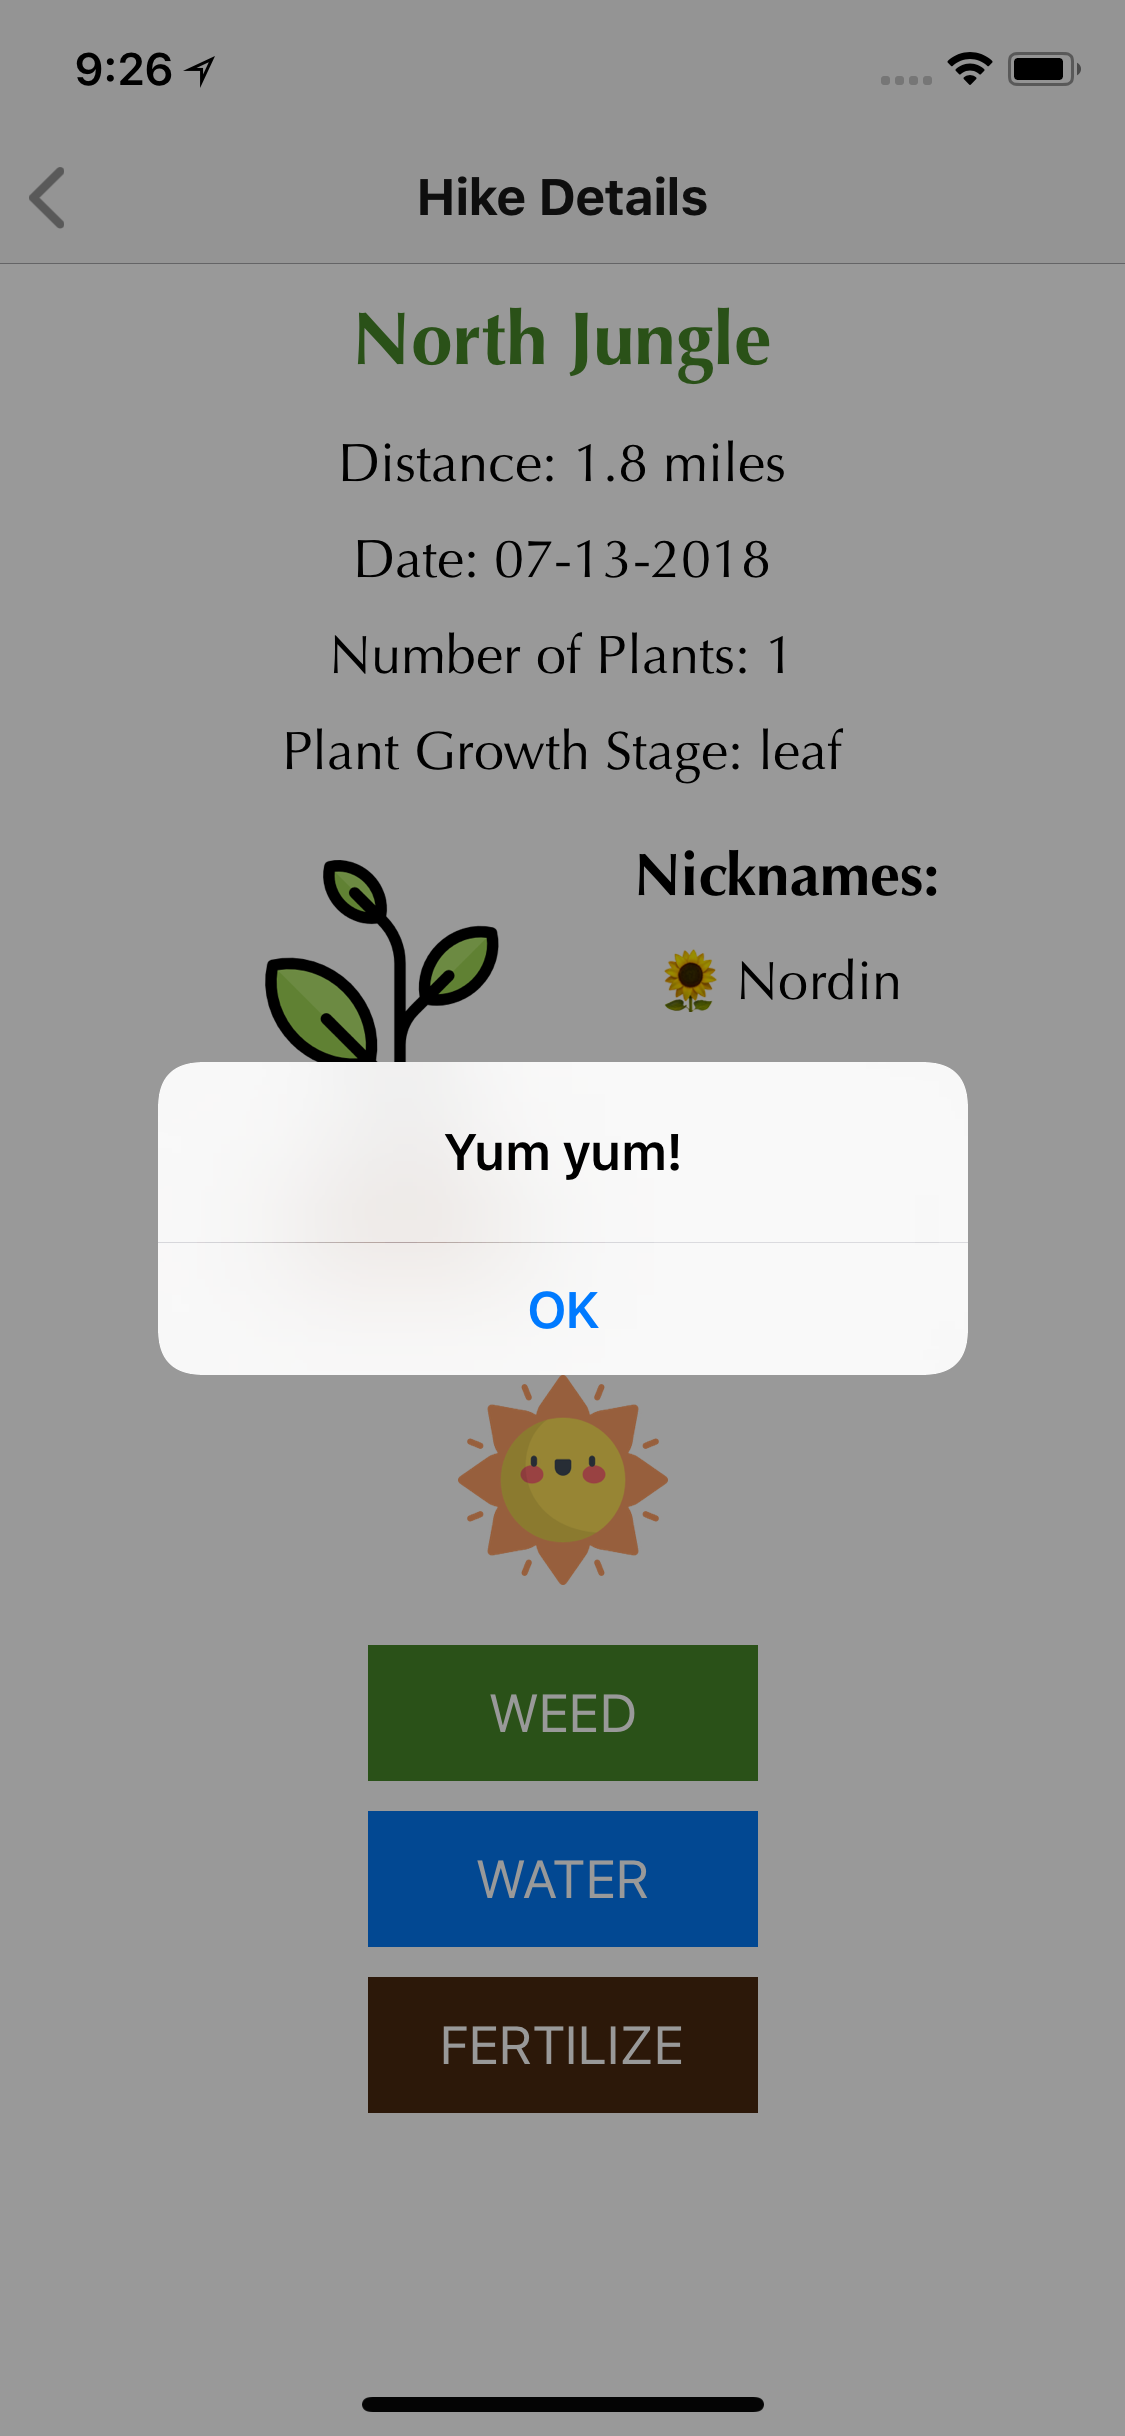 9:26
Hike Details
North Jungle
Distance: 1.8 miles
Date: 07-13-2018
Number of Plants: 1
Plant Growth Stage: leaf
Nicknames:
🌻 Nordin
Yum yum!
OK
WEED
WATER
FERTILIZE